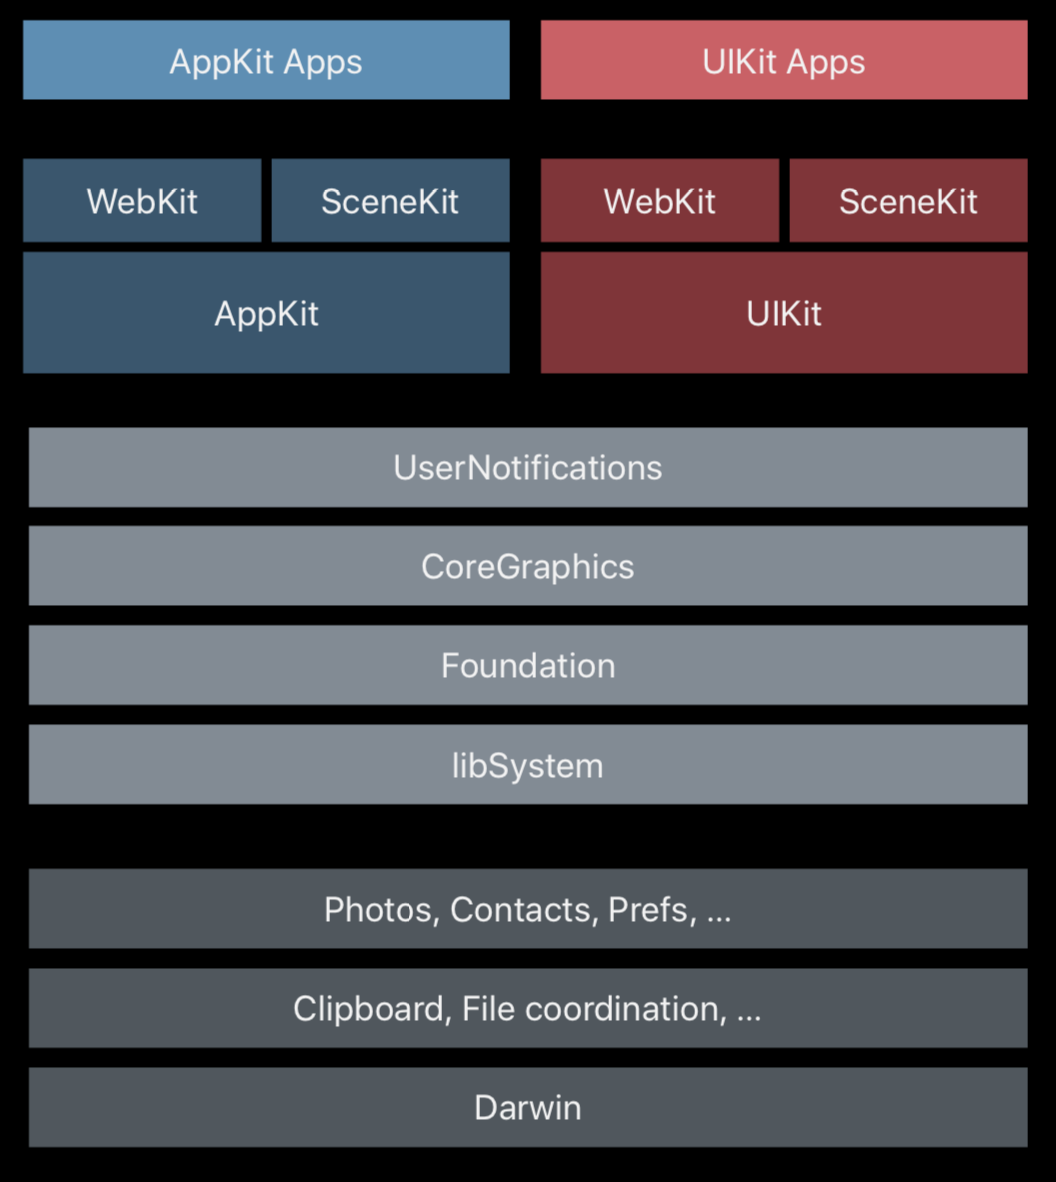 AppKit Apps
UIKit Apps
WebKit
SceneKit
WebKit
SceneKit
AppKit
UIKit
UserNotifications
CoreGraphics
Foundation
libSystem
Photos, Contacts, Prefs, ...
Clipboard, File coordination, ...
Darwin